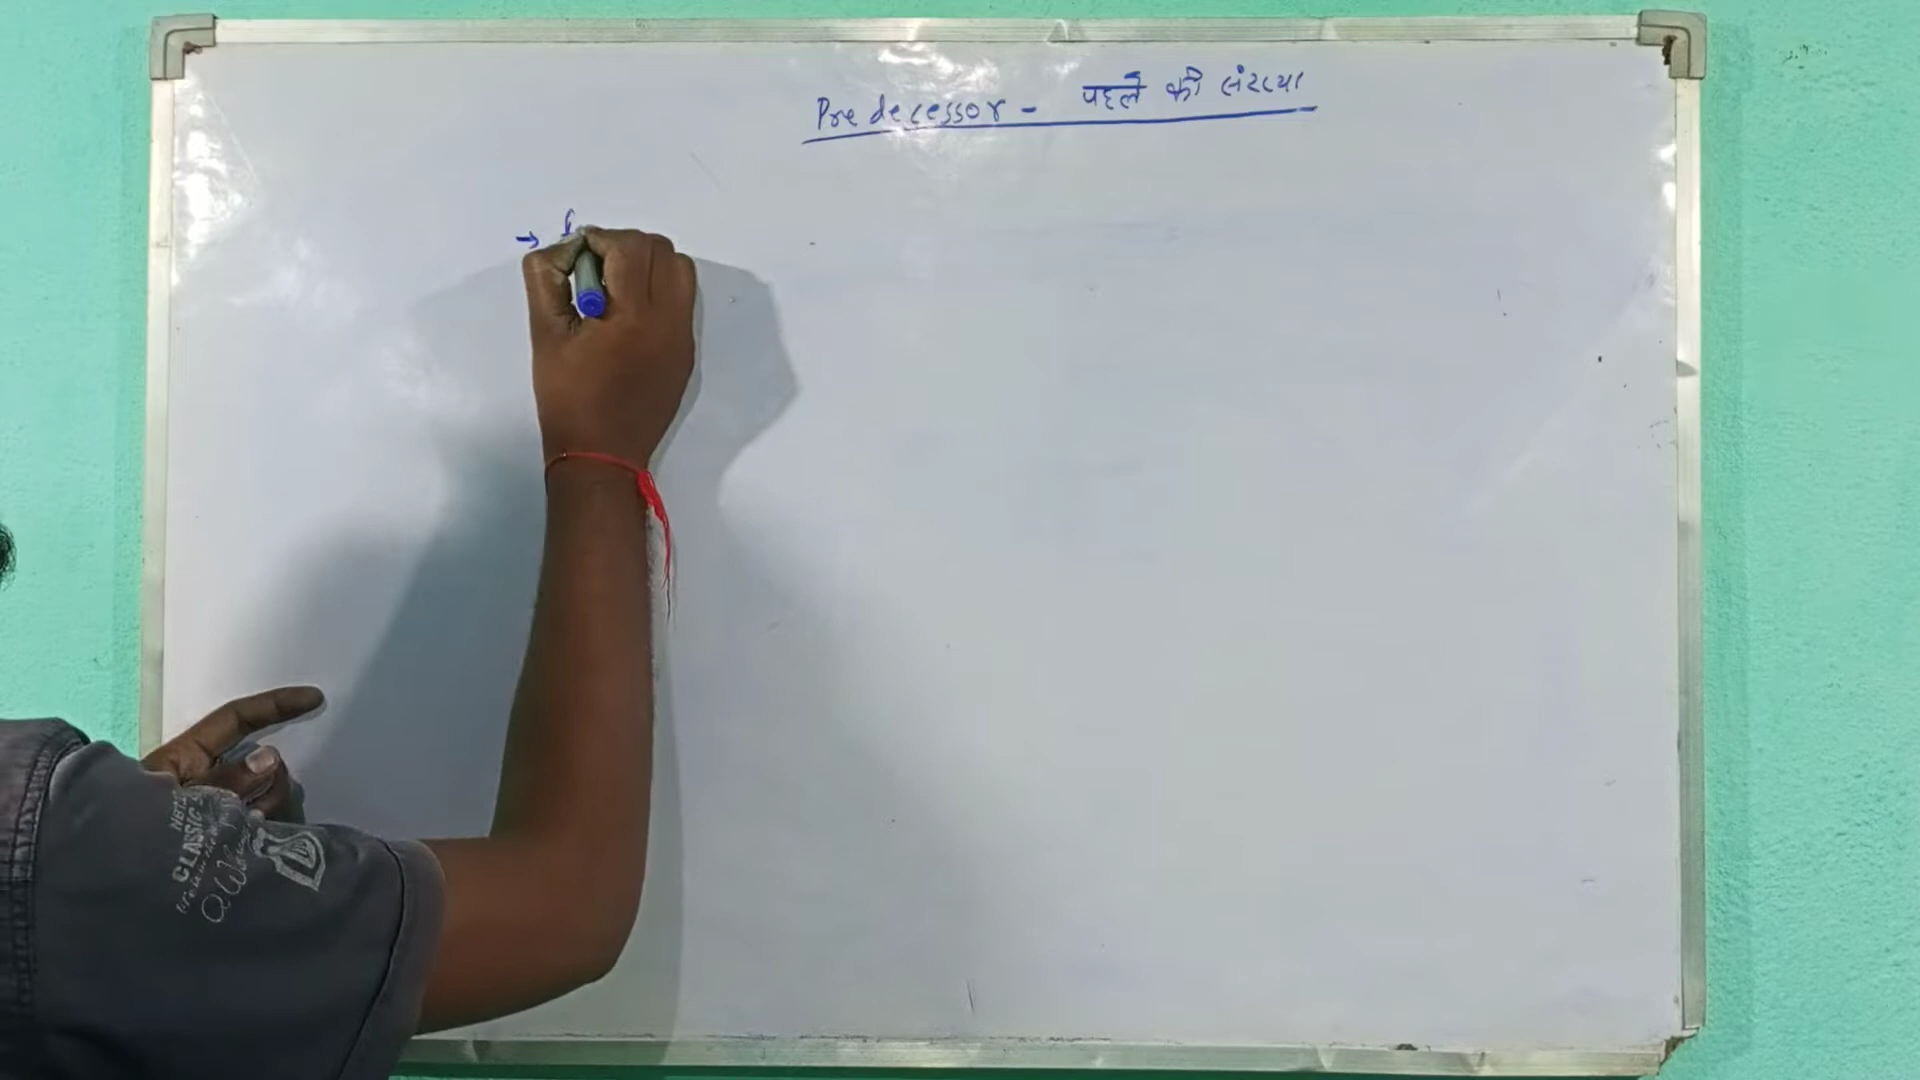 Predecessor - पहले की संख्या
→
CLASSIC